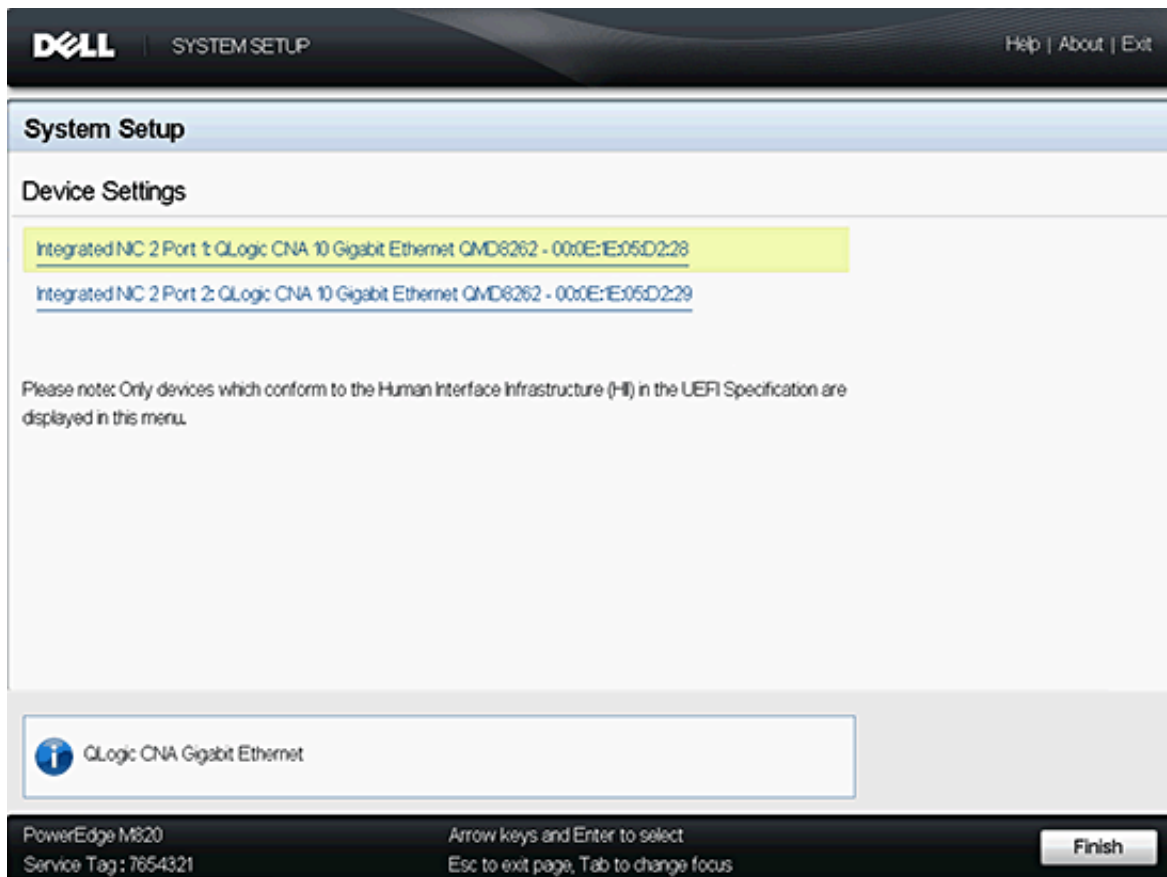 DELL SYSTEM SETUP Help | About | Exit
System Setup
Device Settings
Integrated NIC 2 Port 1: QLogic CNA 10 Gigabit Ethernet QMD8262 - 00:0E:1E:05:D2:28
Integrated NIC 2 Port 2: QLogic CNA 10 Gigabit Ethernet QMD8262 - 00:0E:1E:05:D2:29
Please note: Only devices which conform to the Human Interface Infrastructure (HII) in the UEFI Specification are
displayed in this menu.
QLogic CNA Gigabit Ethernet
PowerEdge M820 Arrow keys and Enter to select
Service Tag : 7654321 Esc to exit page, Tab to change focus
Finish